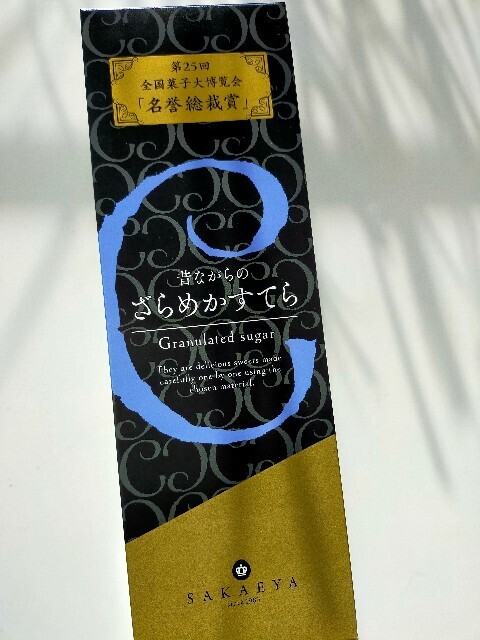 第25回
全国菓子大博覧会
「名誉総裁賞」
昔ながらの
ざらめかすてら
Granulated sugar
They are delicious sweets made
carefully one by one using the
chosen material.
SAKAEYA
since